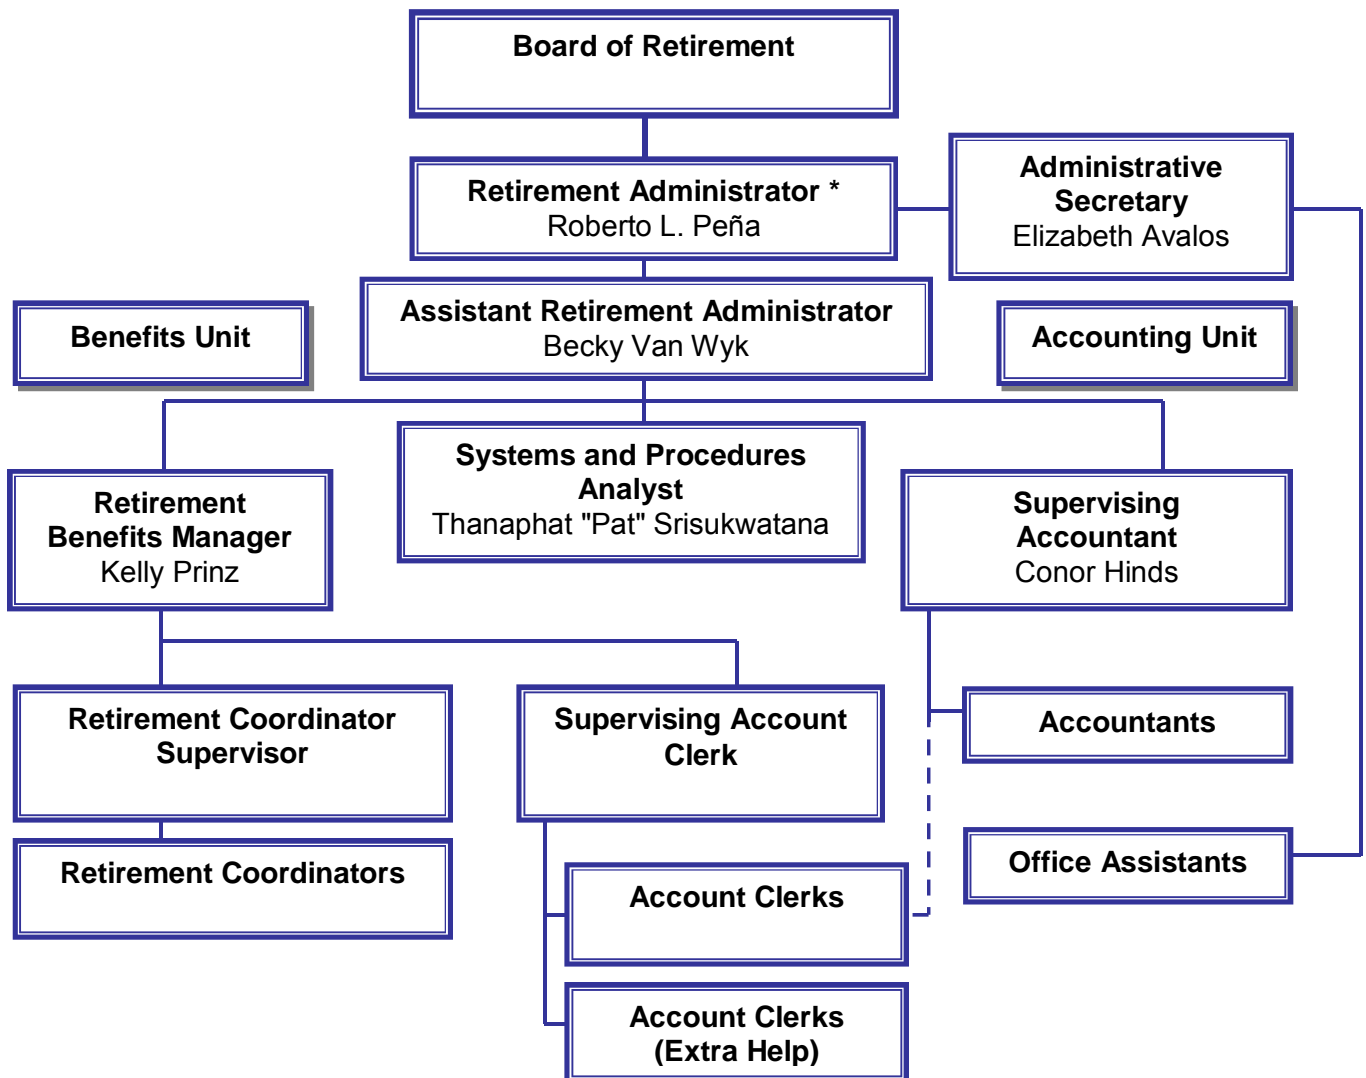 Board of Retirement
Retirement Administrator *
Roberto L. Peña
Administrative
Secretary
Elizabeth Avalos
Assistant Retirement Administrator
Becky Van Wyk
Benefits Unit
Accounting Unit
Systems and Procedures
Analyst
Thanaphat "Pat" Srisukwatana
Retirement
Benefits Manager
Kelly Prinz
Supervising
Accountant
Conor Hinds
Retirement Coordinator
Supervisor
Supervising Account
Clerk
Accountants
Retirement Coordinators
Office Assistants
Account Clerks
Account Clerks
(Extra Help)